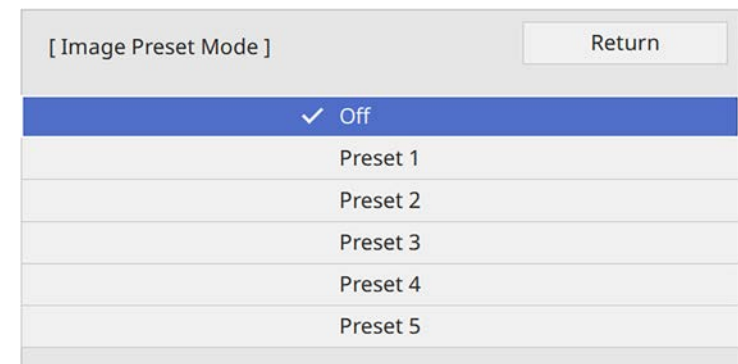 [ Image Preset Mode ] Return
Off
Preset 1
Preset 2
Preset 3
Preset 4
Preset 5